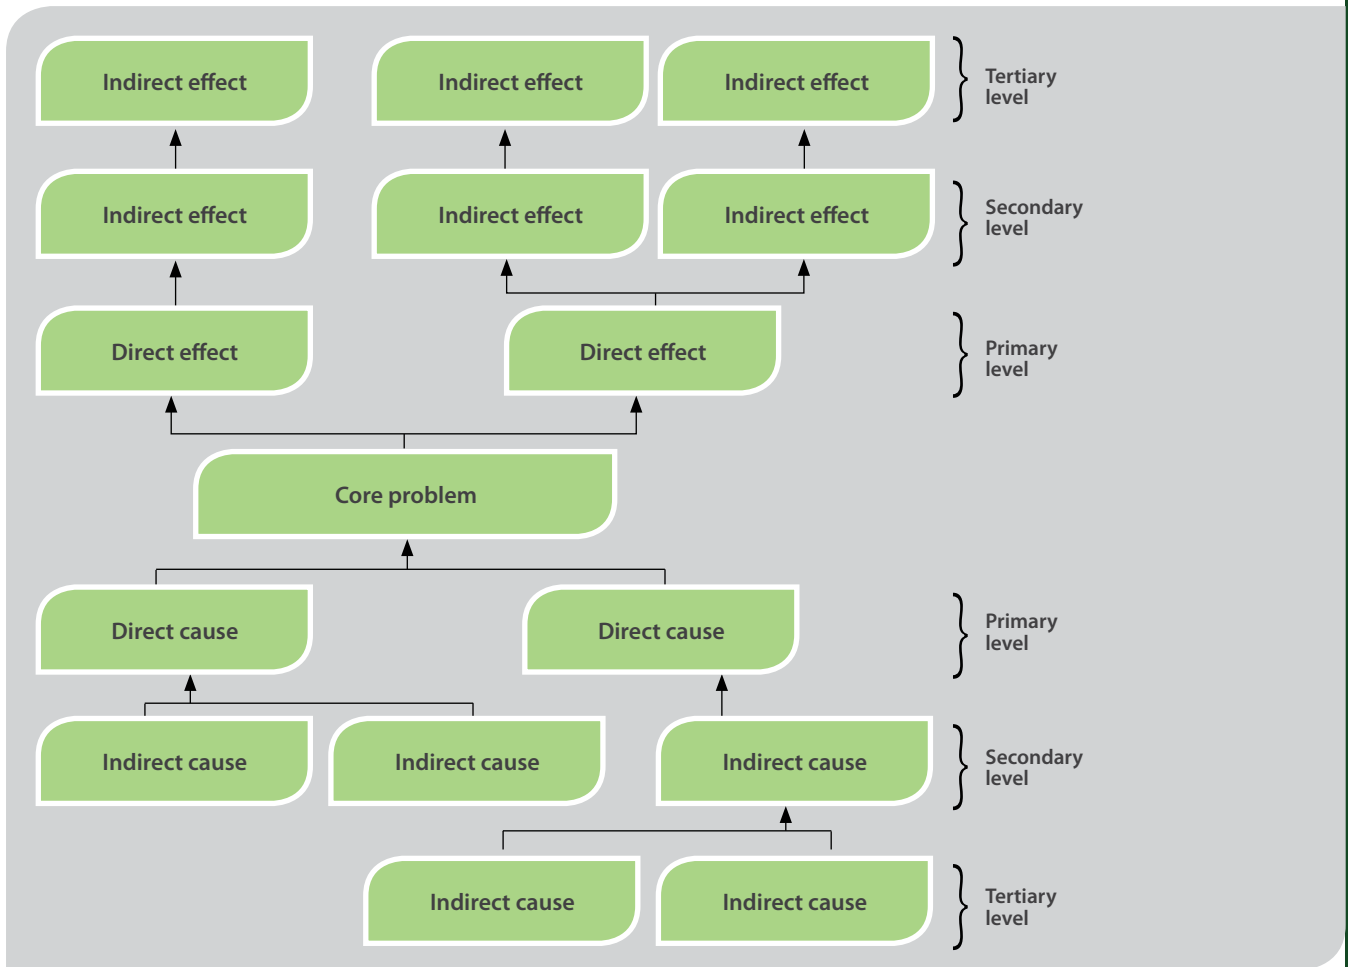 Indirect effect
Indirect effect
Indirect effect
Tertiary
level
Indirect effect
Indirect effect
Indirect effect
Secondary
level
Direct effect
Direct effect
Primary
level
Core problem
Direct cause
Direct cause
Primary
level
Indirect cause
Indirect cause
Indirect cause
Secondary
level
Indirect cause
Indirect cause
Tertiary
level